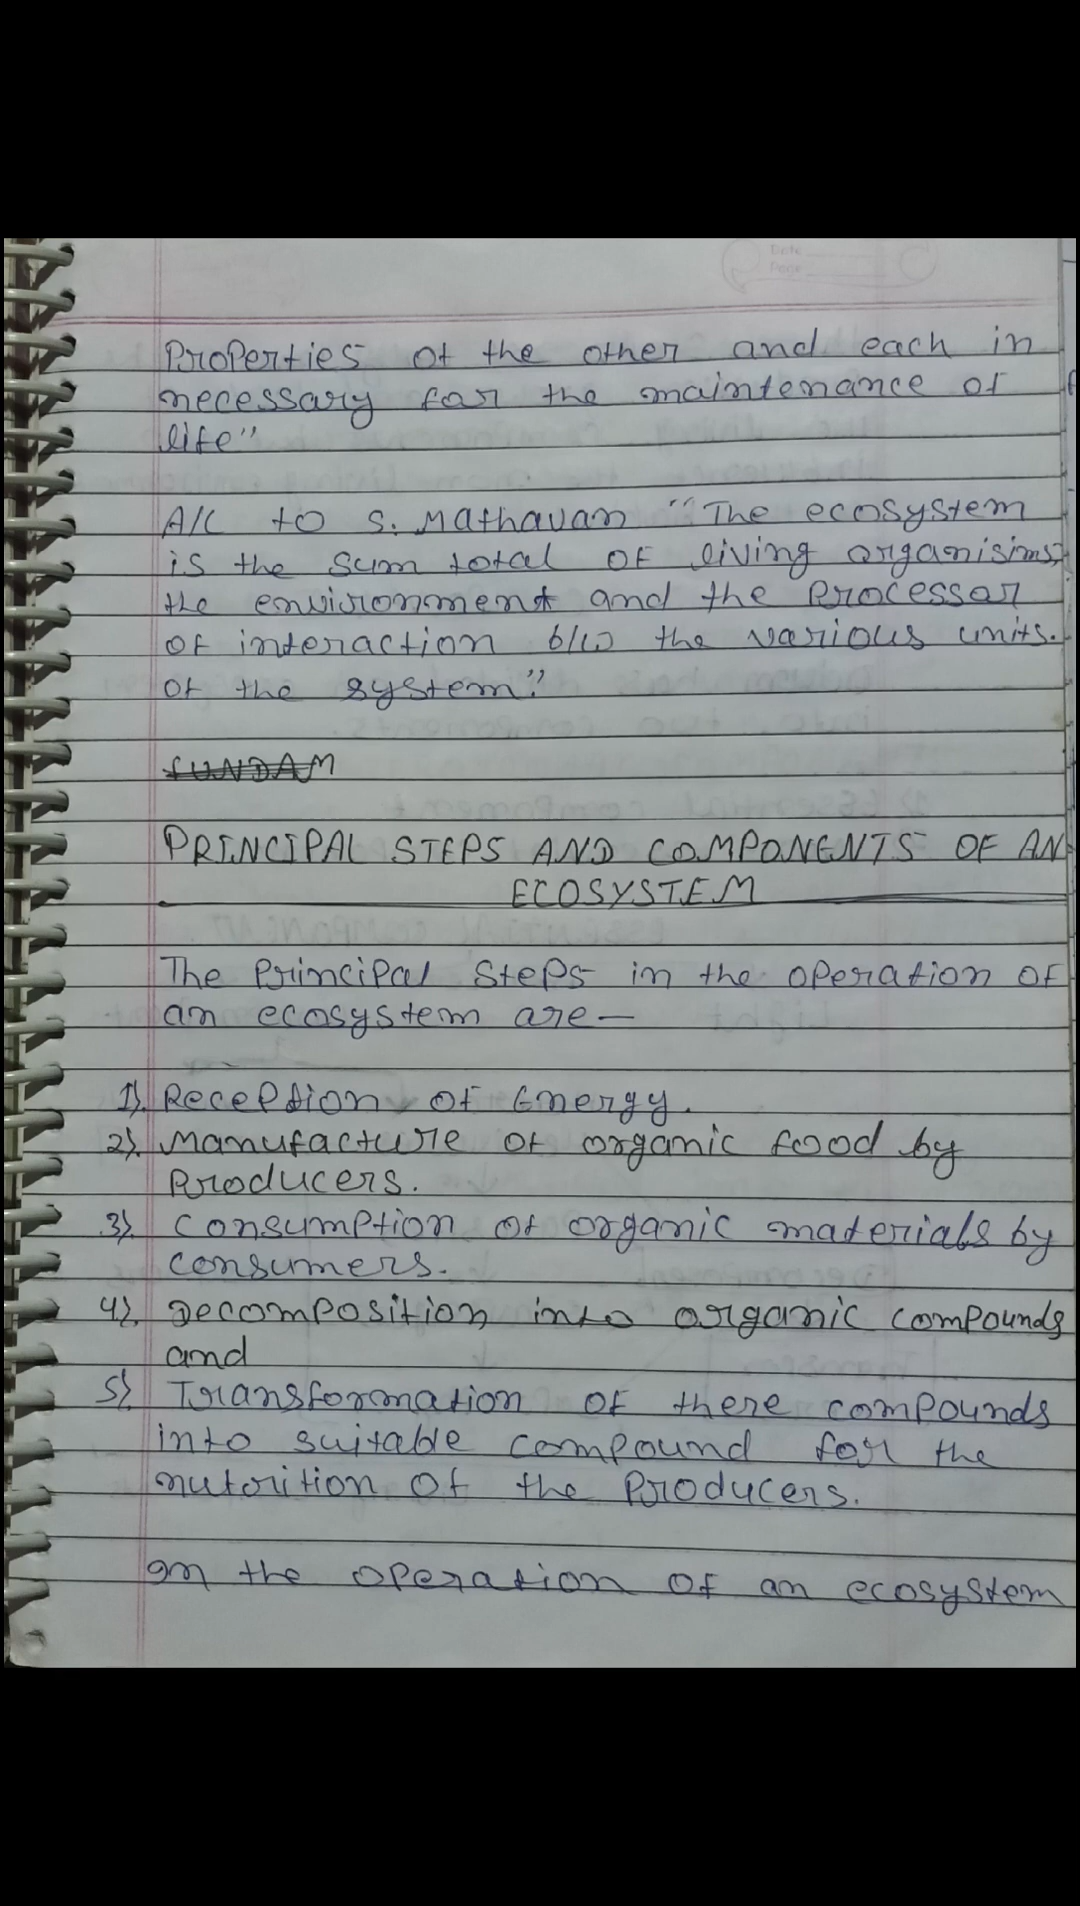 Date
Page
Properties of the other and each in
necessary for the maintenance of
life"
A/C to S. Mathavan "The ecosystem
is the sum total of living organisims,
the environment and the processor
of interaction b/w the various units.
of the system".
SUNDAM
PRINCIPAL STEPS AND COMPONENTS OF AN
ECOSYSTEM
The Principal Steps in the operation of
an ecosystem are—
1). Reception of Energy.
2). Manufacture of organic food by
Producers.
3). Consumption of organic materials by
consumers.
4). Decomposition into organic compounds
and
5). Transformation of there compounds
into suitable compound for the
nutorition of the Producers.
In the operation of an ecosystem